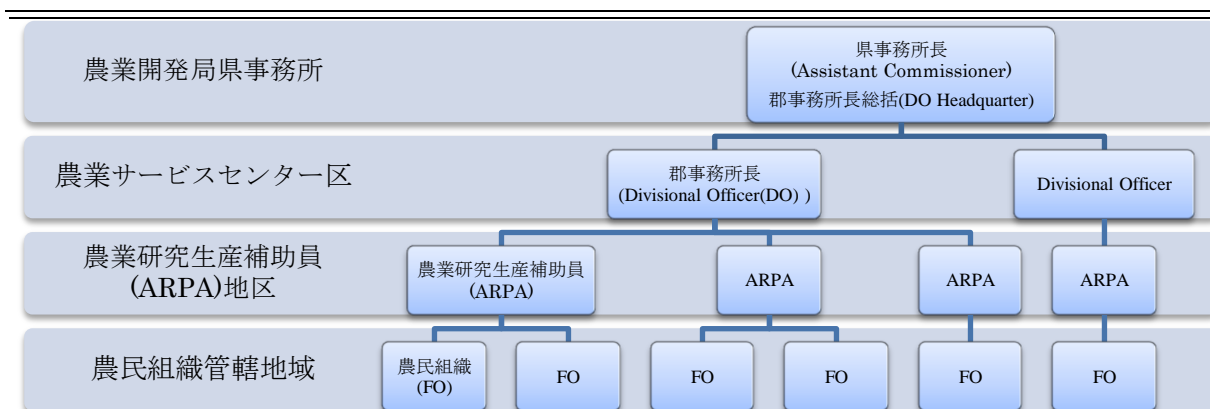 農業開発局県事務所
県事務所長
(Assistant Commissioner)
郡事務所長総括(DO Headquarter)
農業サービスセンター区
郡事務所長
(Divisional Officer(DO) )
Divisional Officer
農業研究生産補助員
(ARPA)地区
農業研究生産補助員
(ARPA)
ARPA
ARPA
ARPA
農民組織管轄地域
農民組織
(FO)
FO
FO
FO
FO
FO